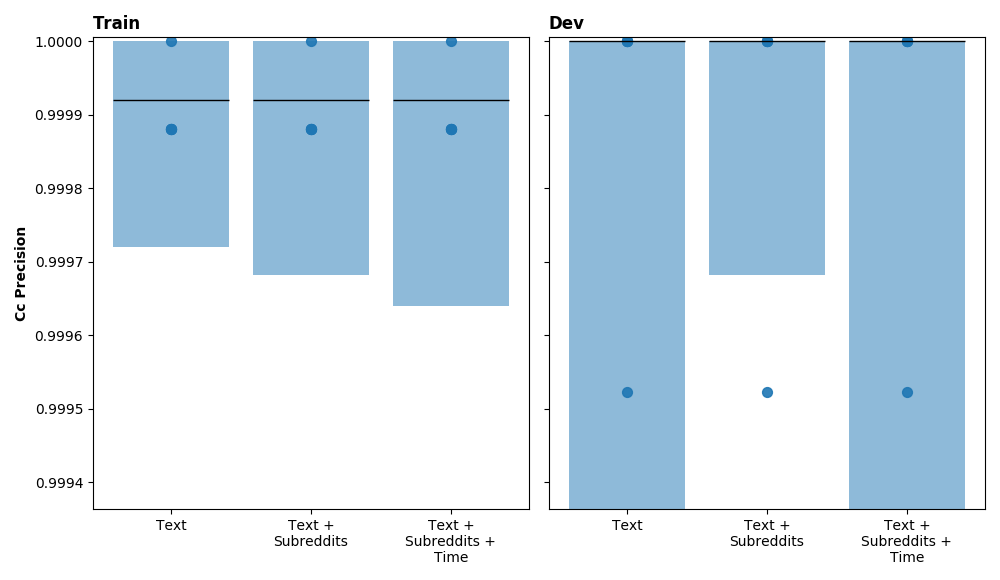 Train
Dev
Cc Precision
1.0000
0.9999
0.9998
0.9997
0.9996
0.9995
0.9994
Text
Text +
Subreddits
Text +
Subreddits +
Time
Text
Text +
Subreddits
Text +
Subreddits +
Time